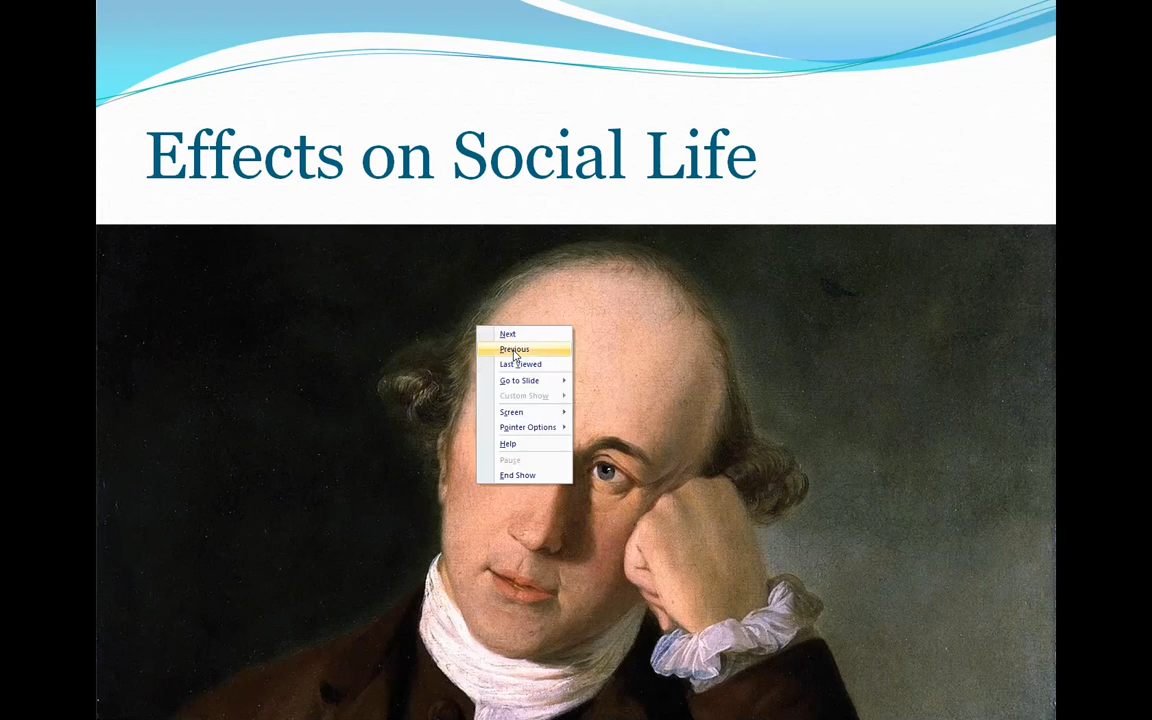 Effects on Social Life
Next
Previous
Last Viewed
Go to Slide
Custom Show
Screen
Pointer Options
Help
Pause
End Show